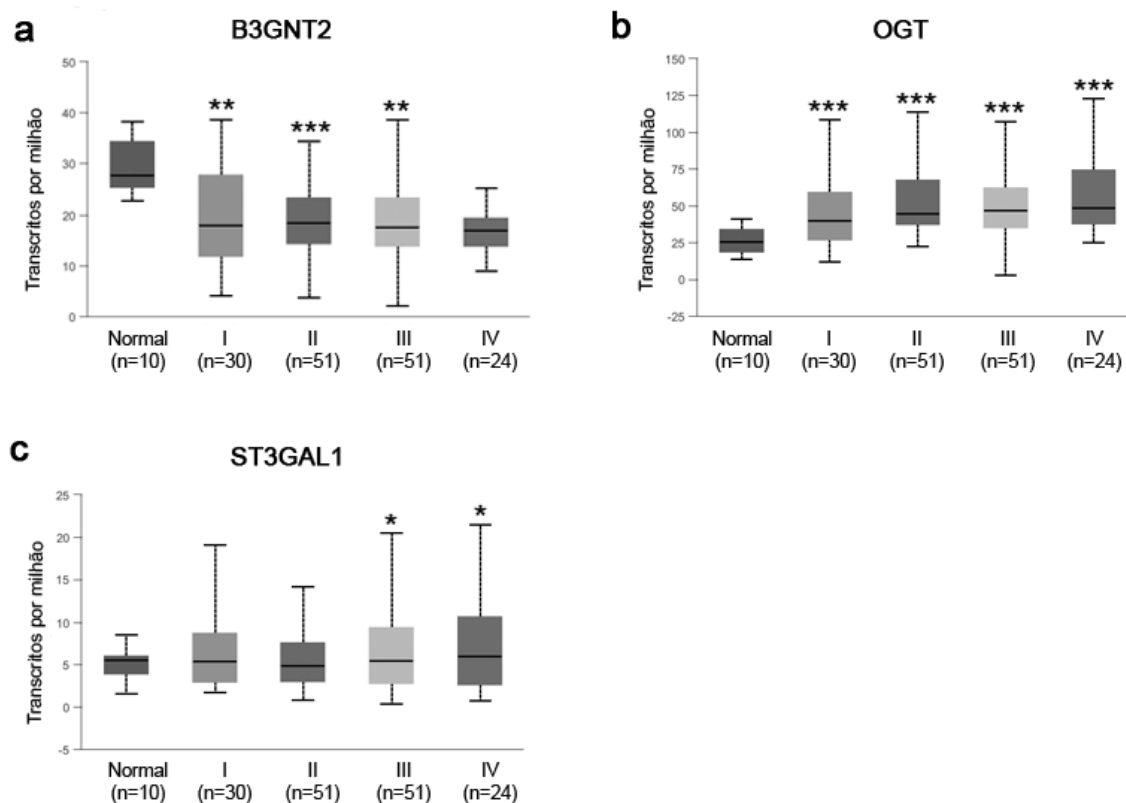 a
B3GNT2
Transcritos por milhão
50
40
30
20
10
0
** *** **
Normal I II III IV
(n=10) (n=30) (n=51) (n=51) (n=24)
b
OGT
Transcritos por milhão
150
125
100
75
50
25
0
-25
*** *** *** ***
Normal I II III IV
(n=10) (n=30) (n=51) (n=51) (n=24)
c
ST3GAL1
Transcritos por milhão
25
20
15
10
5
0
-5
* *
Normal I II III IV
(n=10) (n=30) (n=51) (n=51) (n=24)